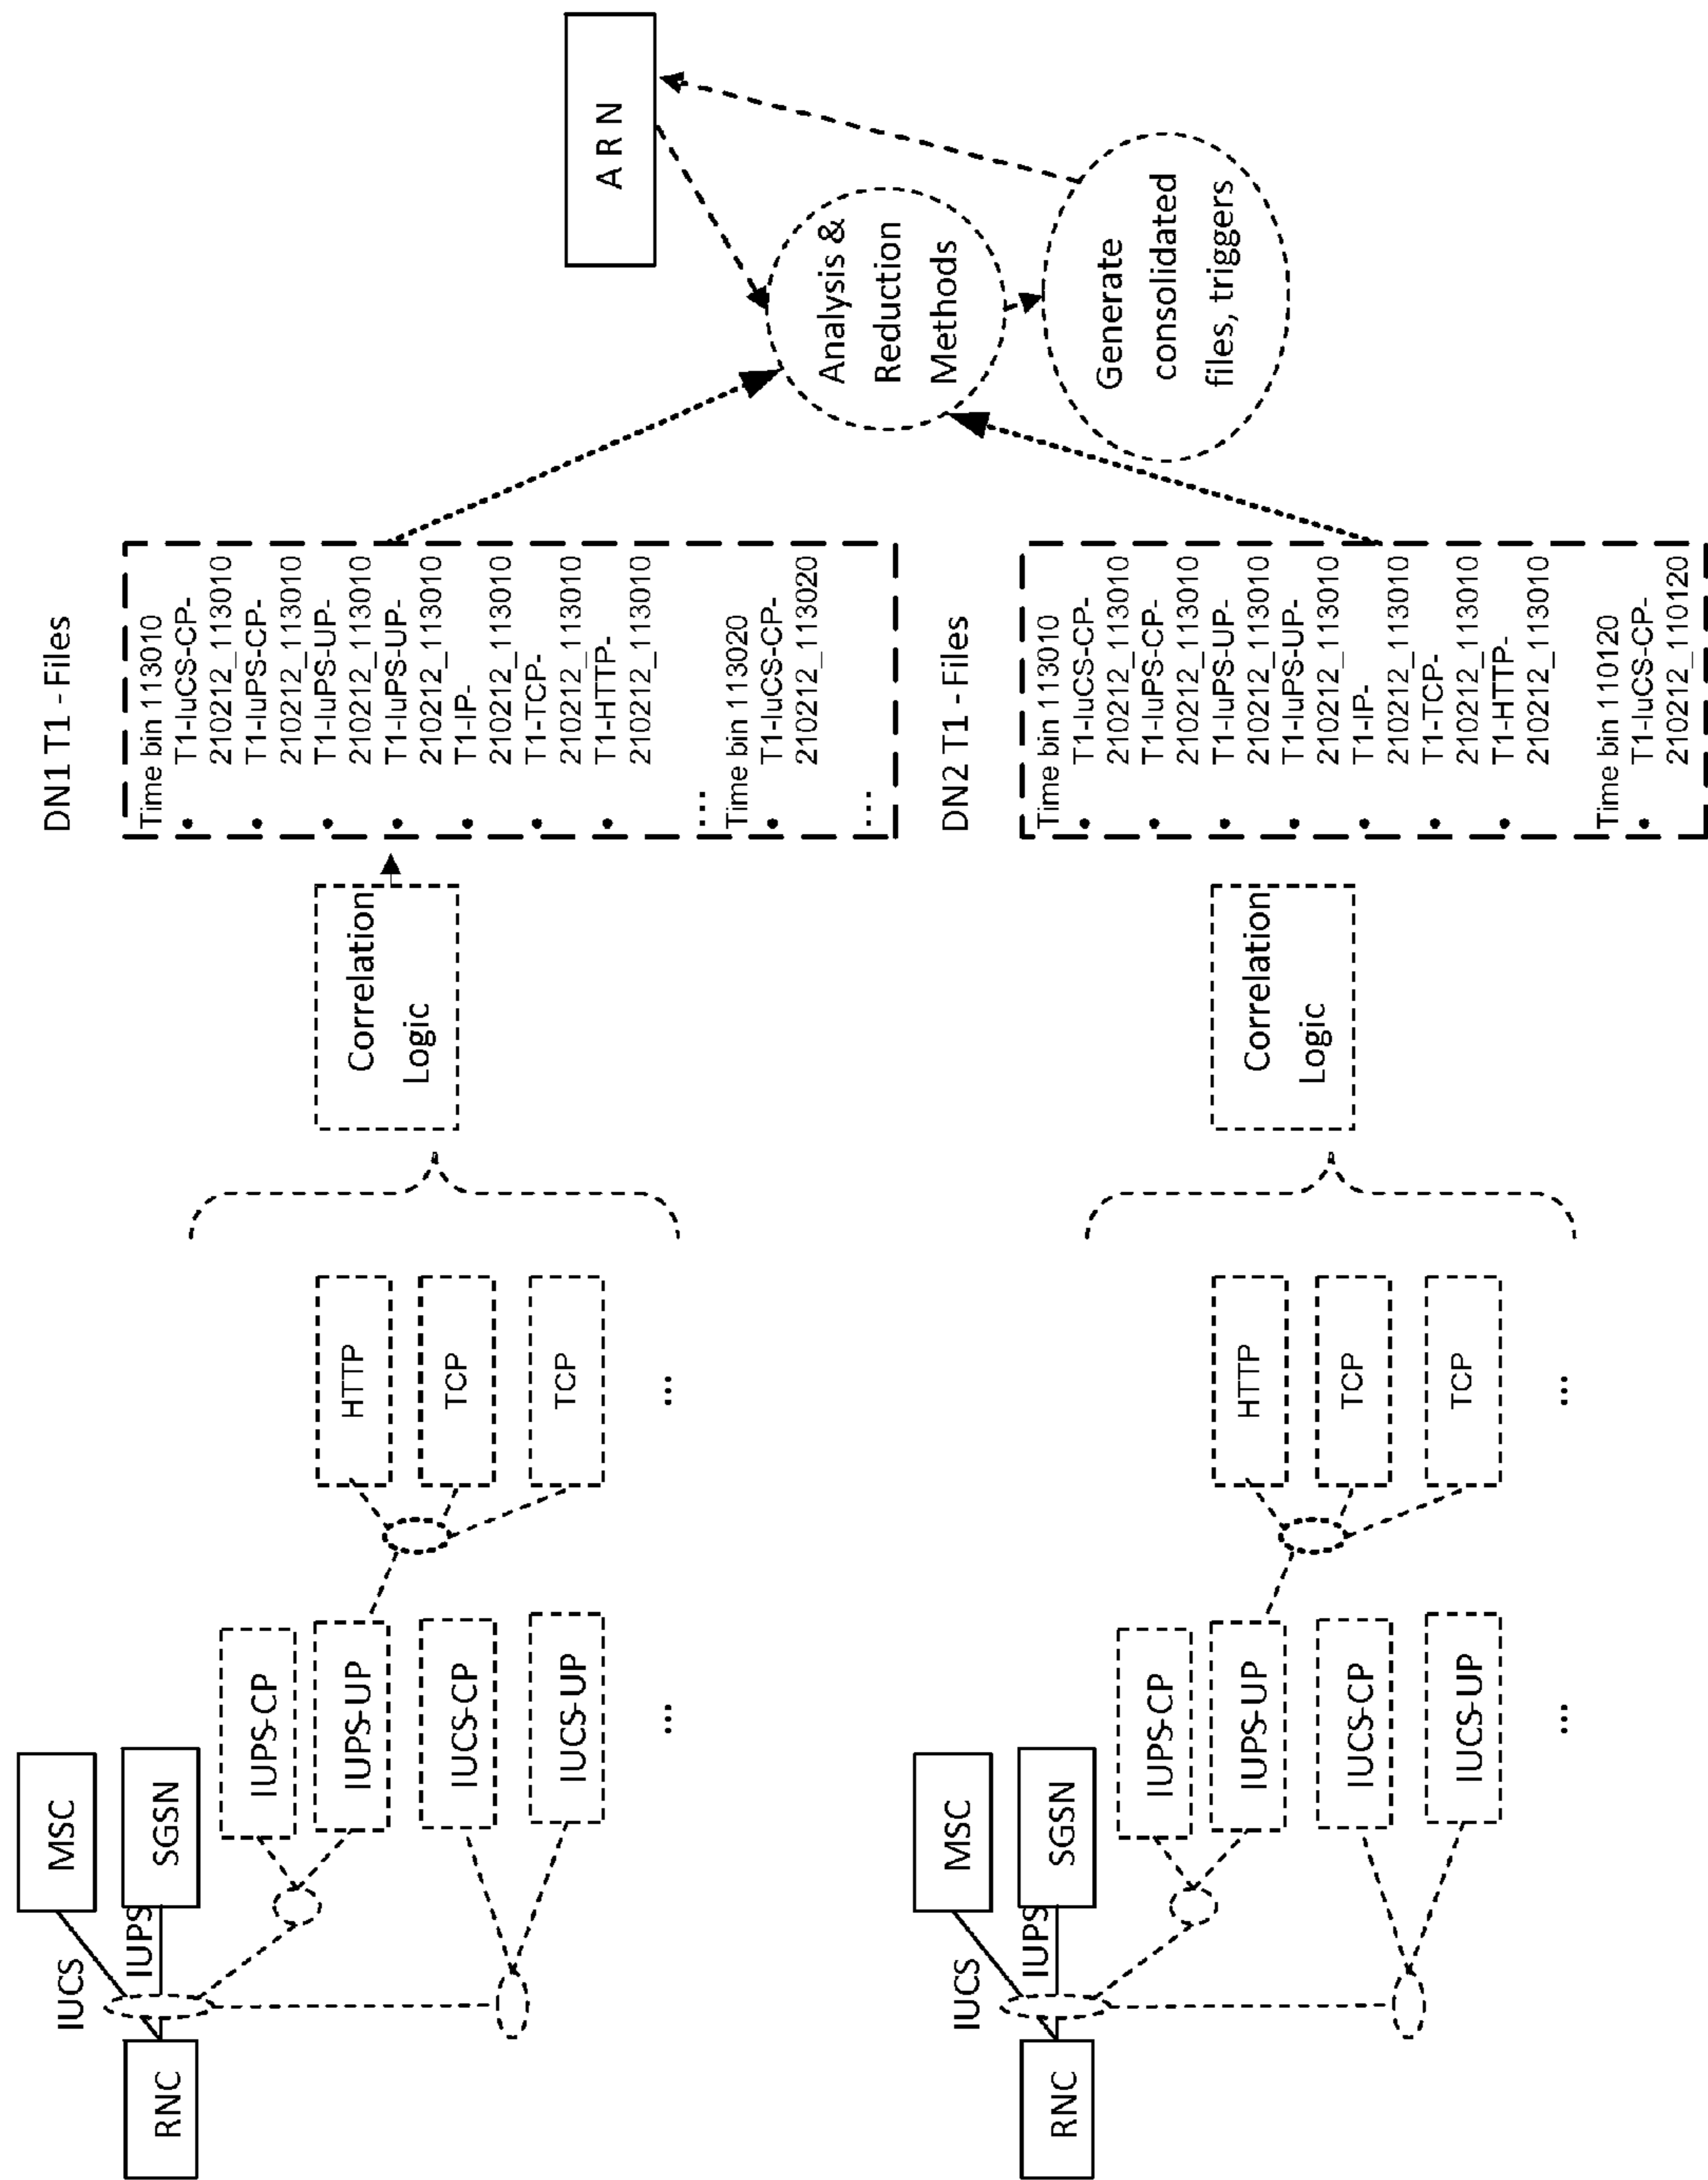 MSC
IUCS
RNC
IUPS
SGSN
IUPS-CP
IUPS-UP
IUCS-CP
IUCS-UP
...
HTTP
TCP
TCP
...
Correlation
Logic
DN1 T1 - Files
Time bin 113010
• T1-IuCS-CP-
210212_113010
• T1-IuPS-CP-
210212_113010
• T1-IuPS-UP-
210212_113010
• T1-IuPS-UP-
210212_113010
• T1-IP-
210212_113010
• T1-TCP-
210212_113010
• T1-HTTP-
210212_113010
...
Time bin 113020
• T1-IuCS-CP-
210212_113020
...
A R N
Analysis &
Reduction
Methods
Generate
consolidated
files, triggers
MSC
IUCS
RNC
IUPS
SGSN
IUPS-CP
IUPS-UP
IUCS-CP
IUCS-UP
...
HTTP
TCP
TCP
...
Correlation
Logic
DN2 T1 - Files
Time bin 113010
• T1-IuCS-CP-
210212_113010
• T1-IuPS-CP-
210212_113010
• T1-IuPS-UP-
210212_113010
• T1-IuPS-UP-
210212_113010
• T1-IP-
210212_113010
• T1-TCP-
210212_113010
• T1-HTTP-
210212_113010
Time bin 110120
• T1-IuCS-CP-
210212_110120